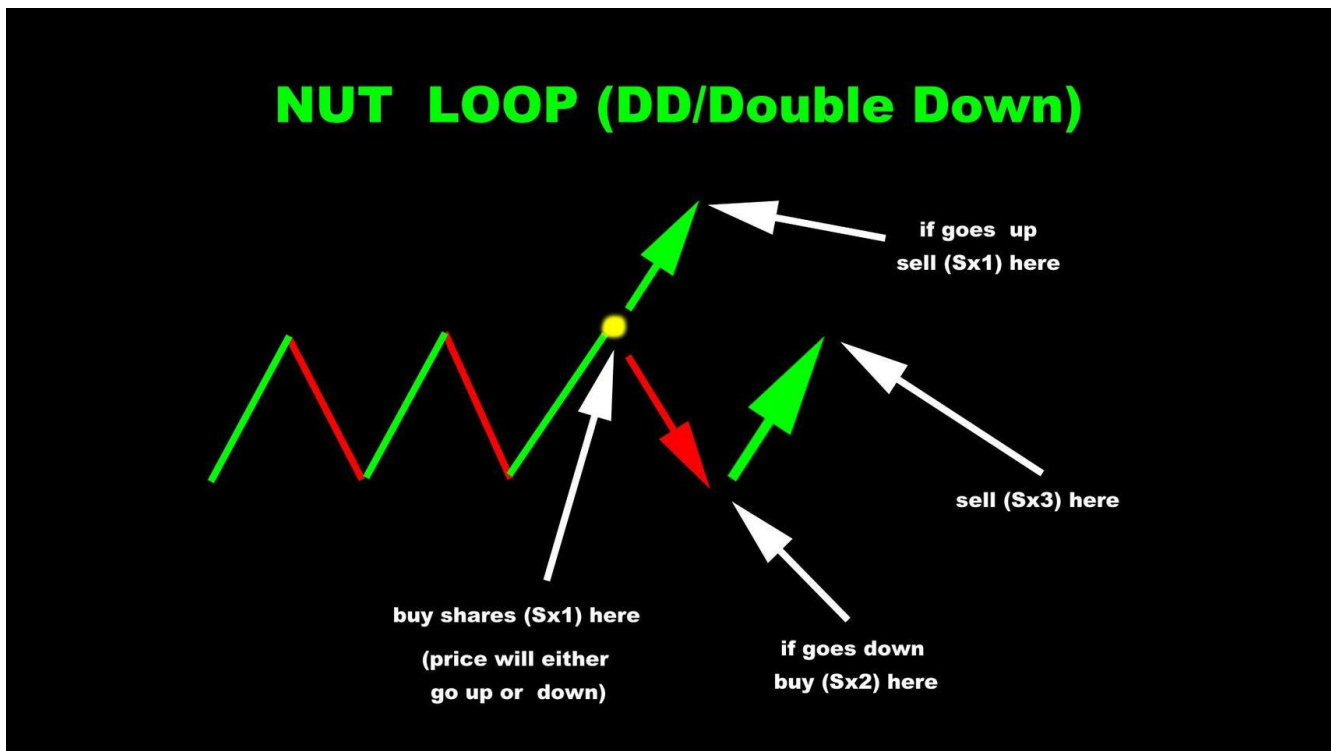 NUT LOOP (DD/Double Down)
if goes up
sell (Sx1) here
sell (Sx3) here
buy shares (Sx1) here
(price will either
go up or down)
if goes down
buy (Sx2) here